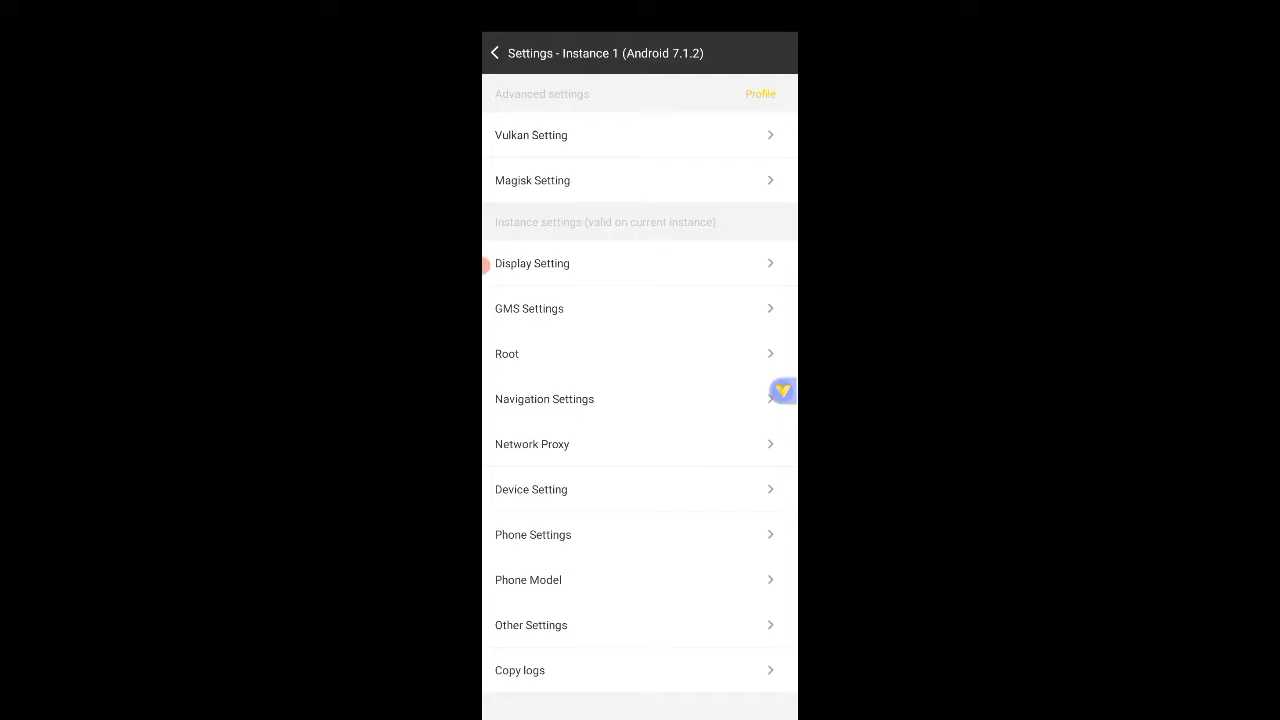 Settings - Instance 1 (Android 7.1.2)
Advanced settings Profile
Vulkan Setting
Magisk Setting
Instance settings (valid on current instance)
Display Setting
GMS Settings
Root
Navigation Settings
Network Proxy
Device Setting
Phone Settings
Phone Model
Other Settings
Copy logs